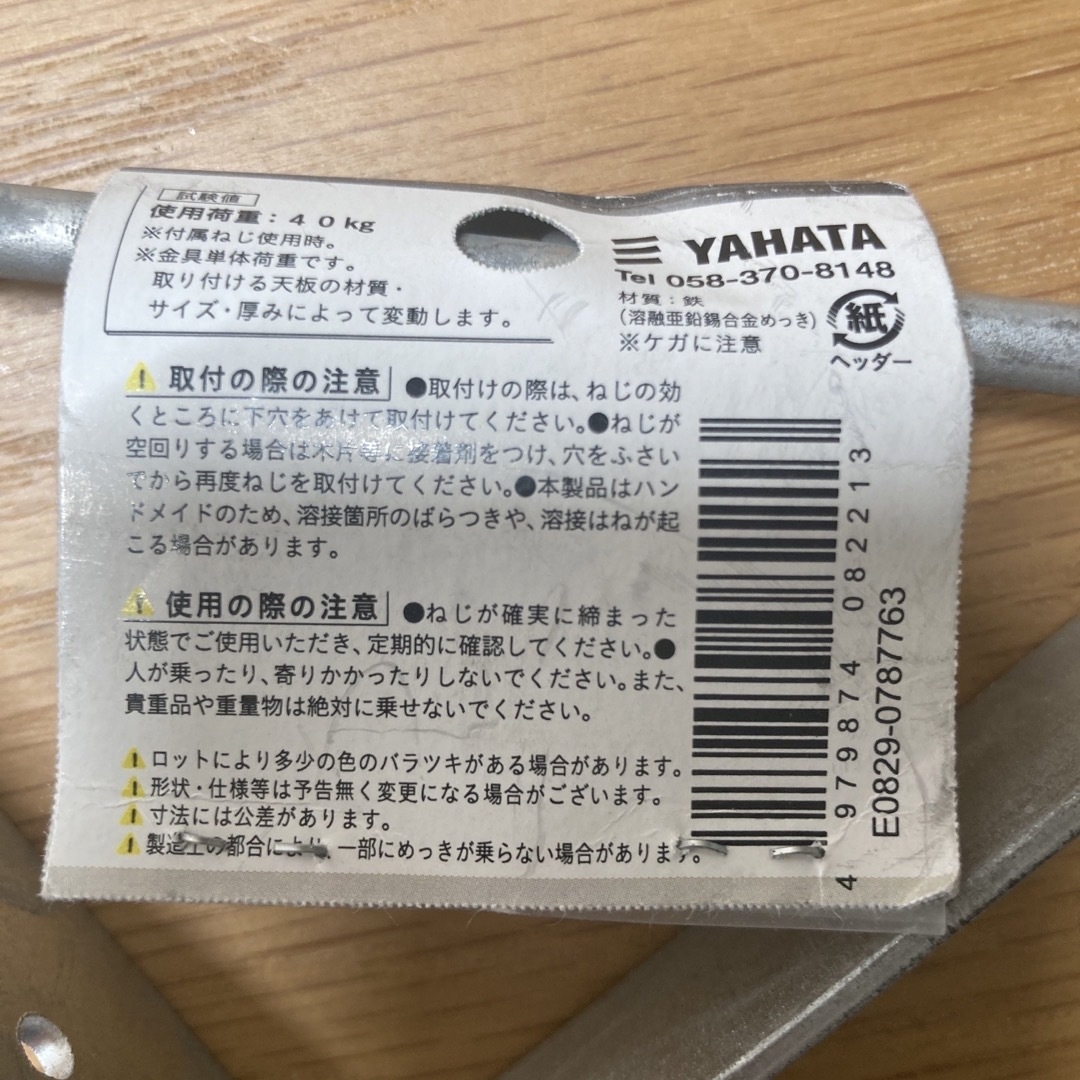 試験値
使用荷重：４０kg
※付属ねじ使用時。
※金具単体荷重です。
取り付ける天板の材質・
サイズ・厚みによって変動します。
YAHATA
Tel 058-370-8148
材質：鉄
(溶融亜鉛錫合金めっき)
※ケガに注意
紙
ヘッダー
取付の際の注意 ●取付けの際は、ねじの効
くところに下穴をあけて取付けてください。●ねじが
空回りする場合は木片等に接着剤をつけ、穴をふさい
でから再度ねじを取付けてください。●本製品はハン
ドメイドのため、溶接箇所のばらつきや、溶接はねが起
こる場合があります。
使用の際の注意 ●ねじが確実に締まった
状態でご使用いただき、定期的に確認してください。●
人が乗ったり、寄りかかったりしないでください。また、
貴重品や重量物は絶対に乗せないでください。
ロットにより多少の色のバラツキがある場合があります。
形状・仕様等は予告無く変更になる場合がございます。
寸法には公差があります。
製造上の都合により、一部にめっきが乗らない場合があります。
4 979874 082213
E0829-0787763